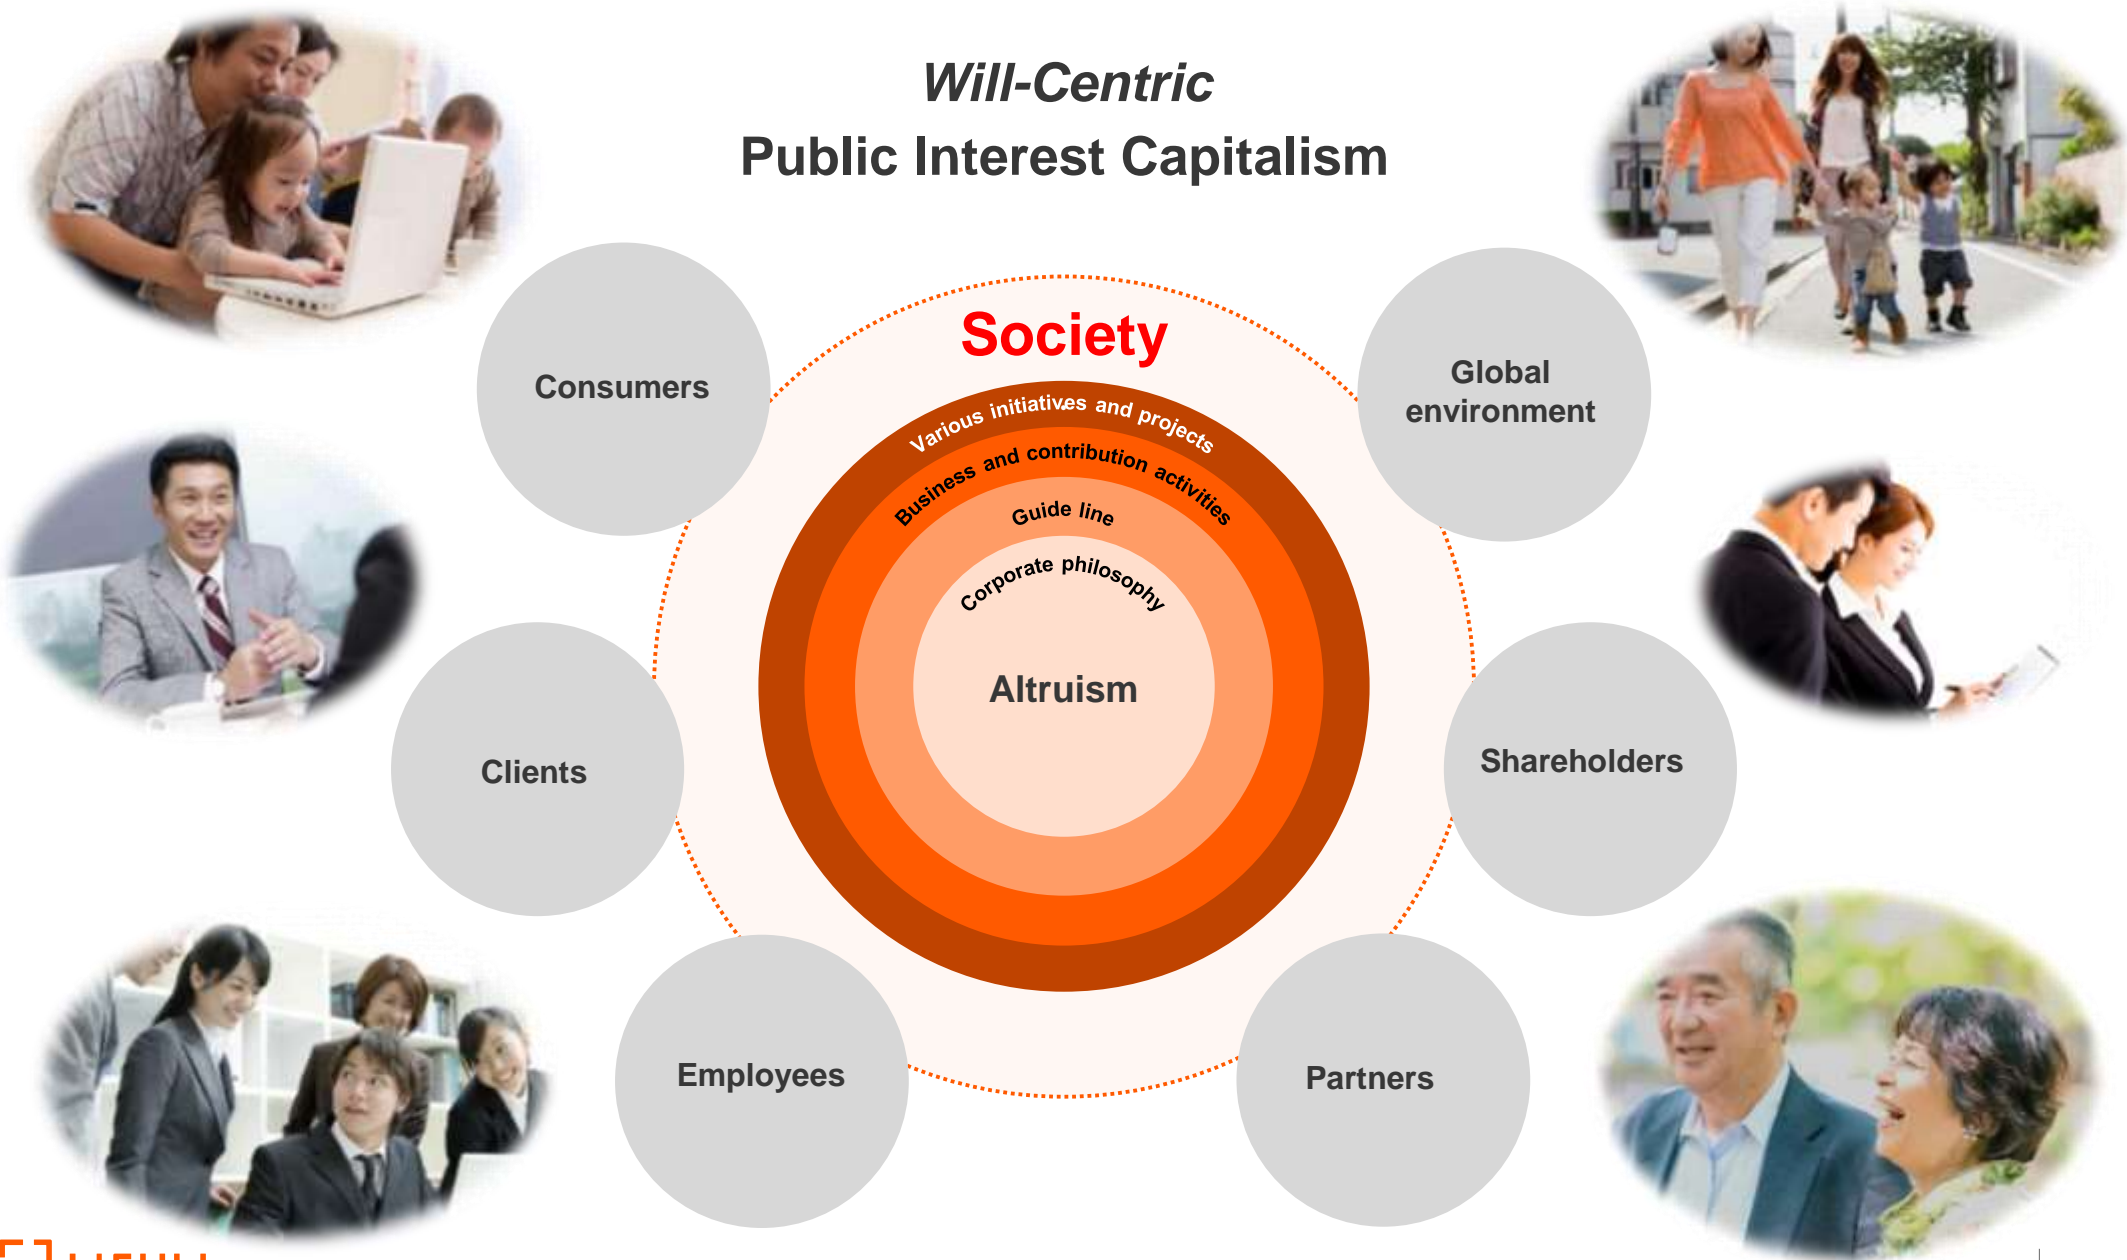 Will-Centric
Public Interest Capitalism
Society
Consumers
Global
environment
Various initiatives and projects
Business and contribution activities
Guide line
Corporate philosophy
Altruism
Clients
Shareholders
Employees
Partners